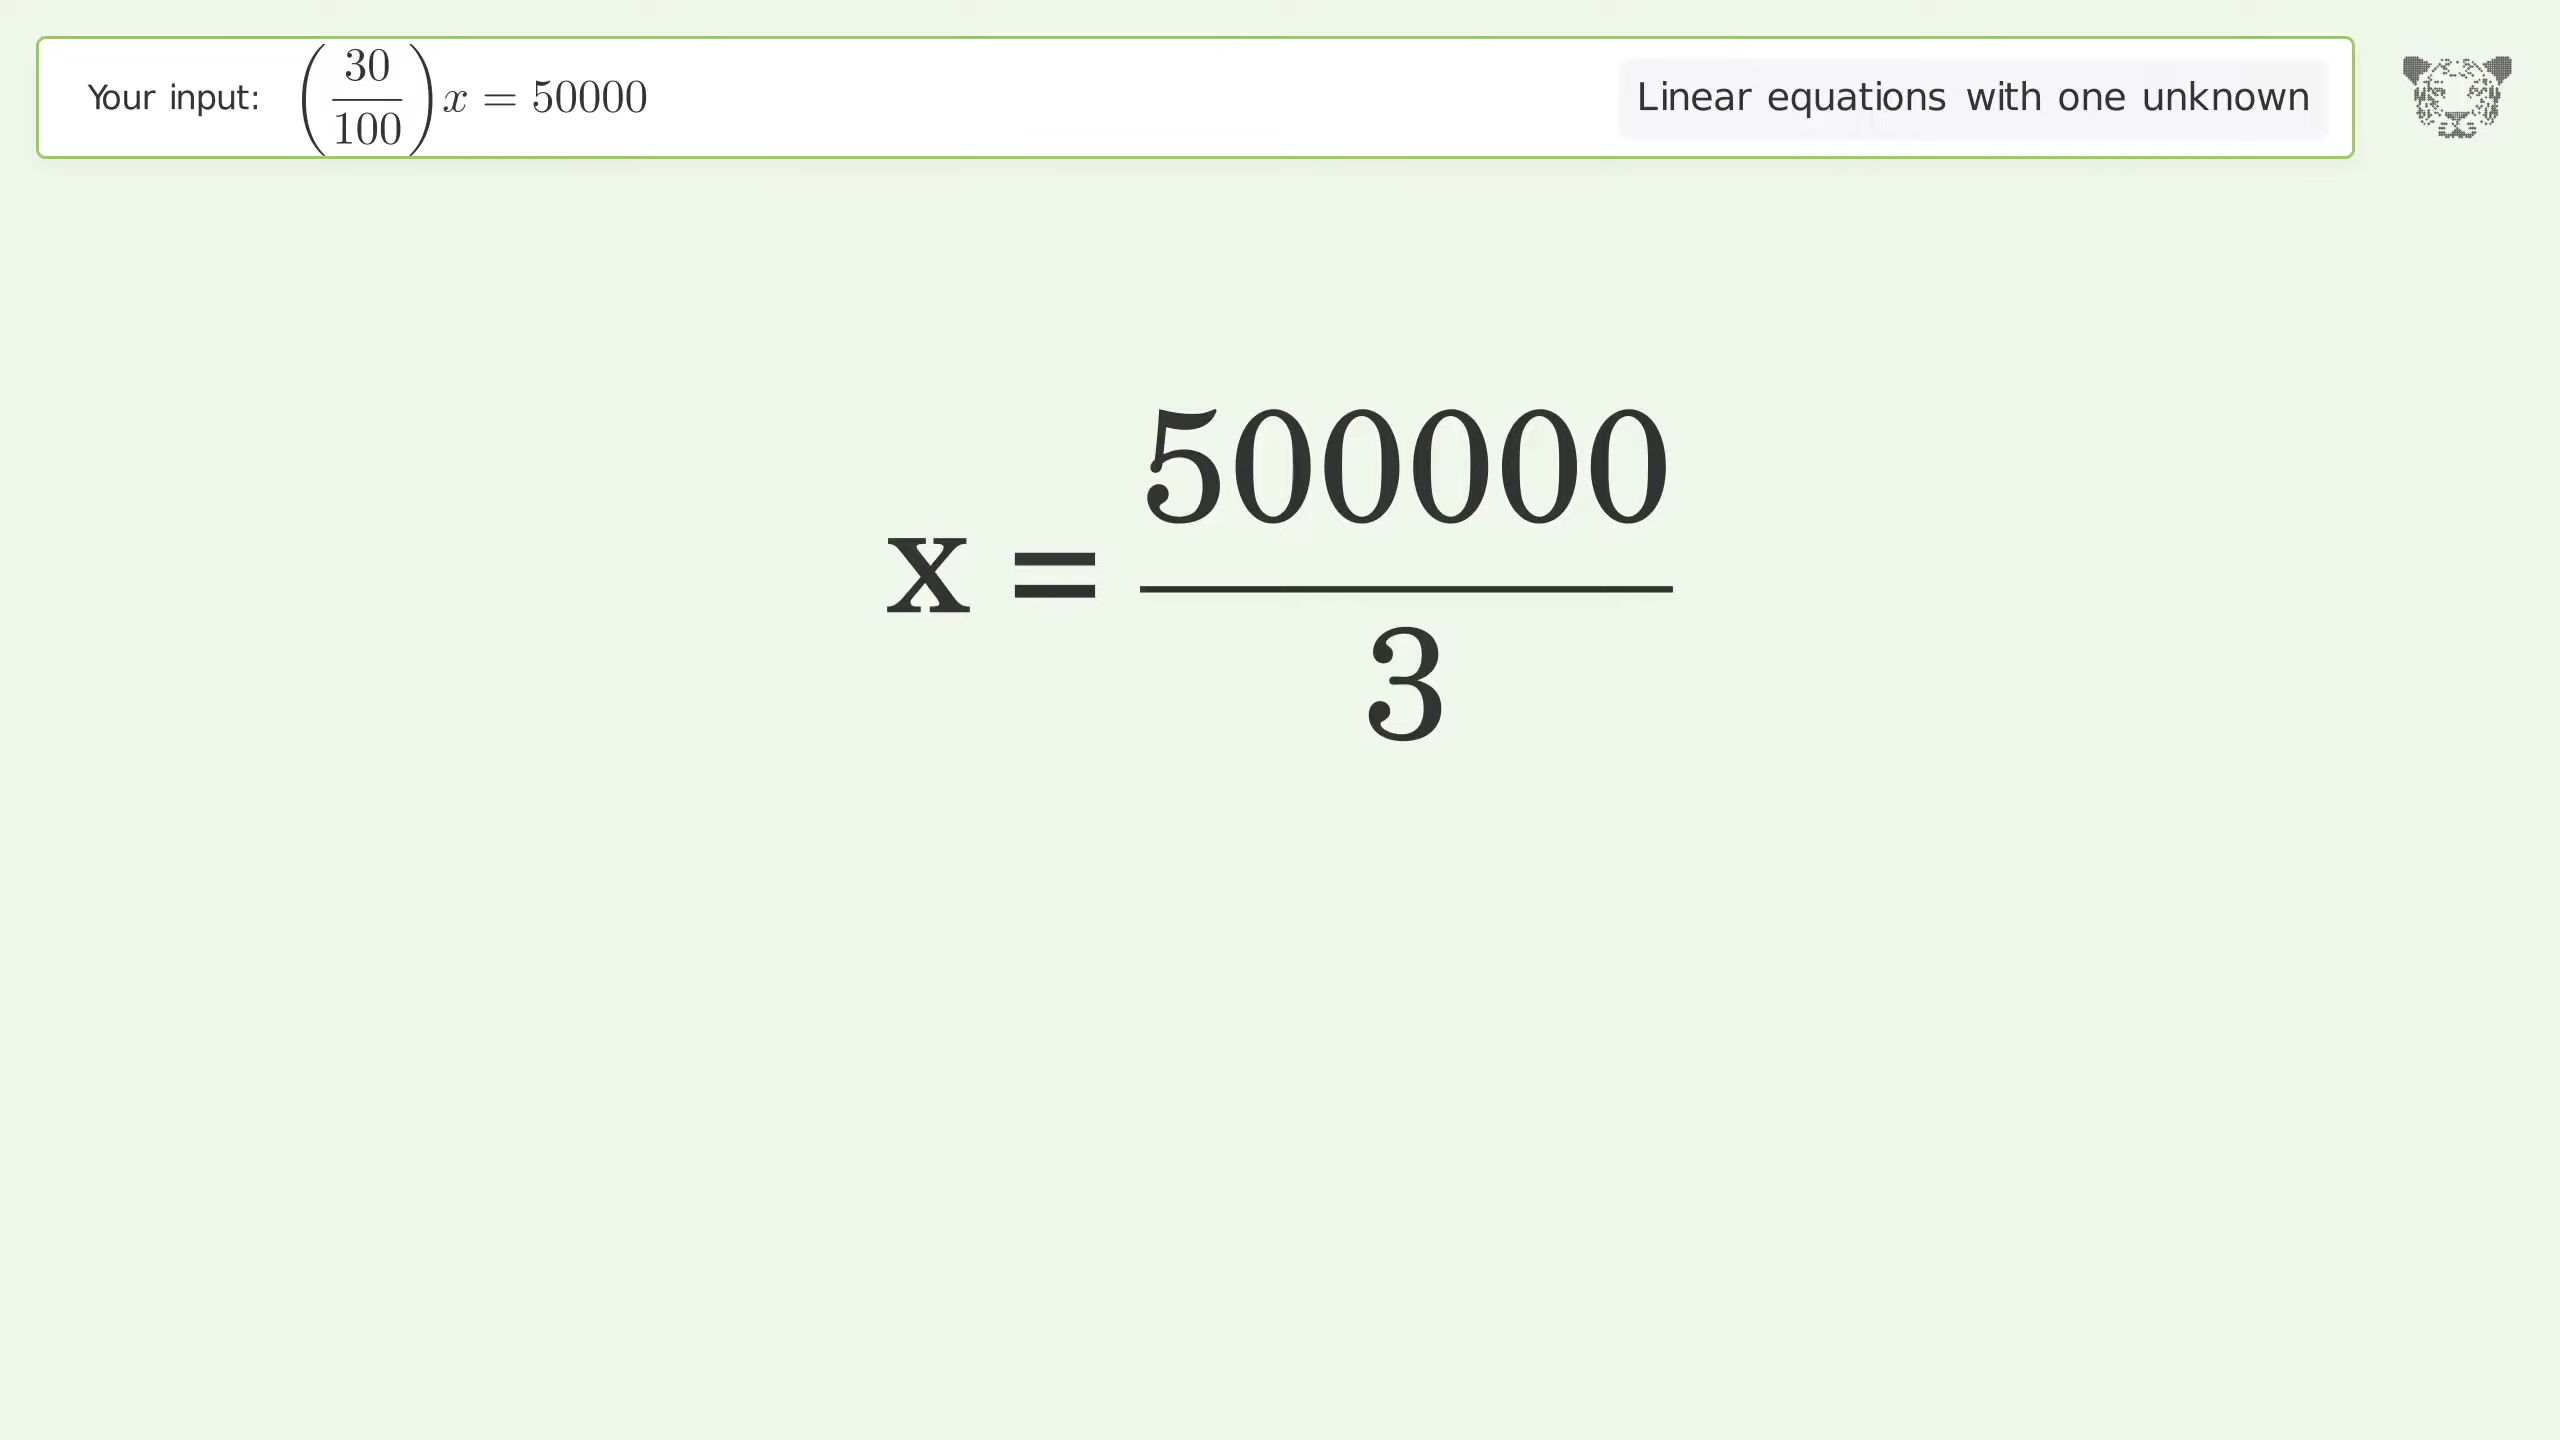 Your input: (30/100)x = 50000
Linear equations with one unknown
x = 500000/3